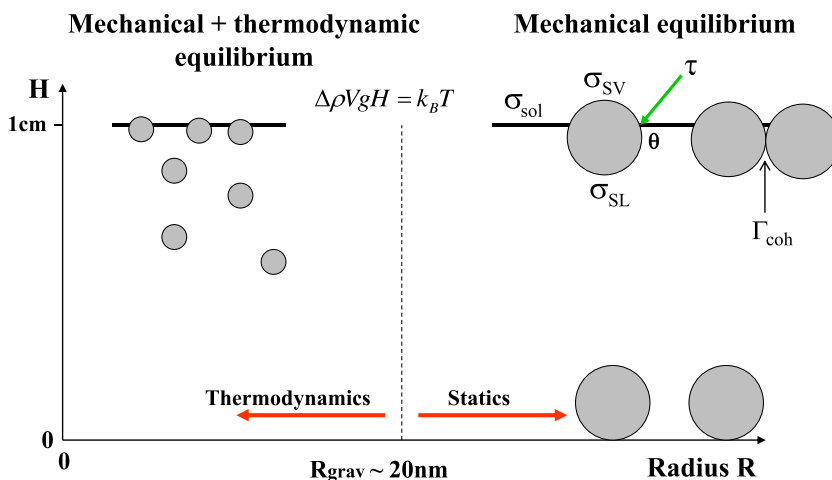 Mechanical + thermodynamic
equilibrium
Mechanical equilibrium
H
1cm
ΔρVgH = k_BT
σ_sol
σ_SV
τ
θ
σ_SL
Γ_coh
Thermodynamics
Statics
0
0
R_grav ~ 20nm
Radius R